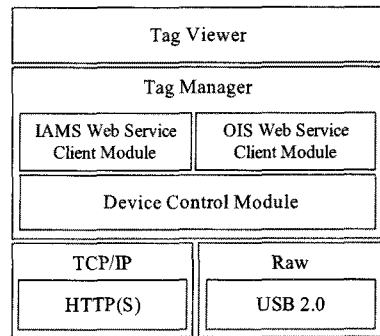 Tag Viewer
Tag Manager
IAMS Web Service
Client Module
OIS Web Service
Client Module
Device Control Module
TCP/IP
HTTP(S)
Raw
USB 2.0